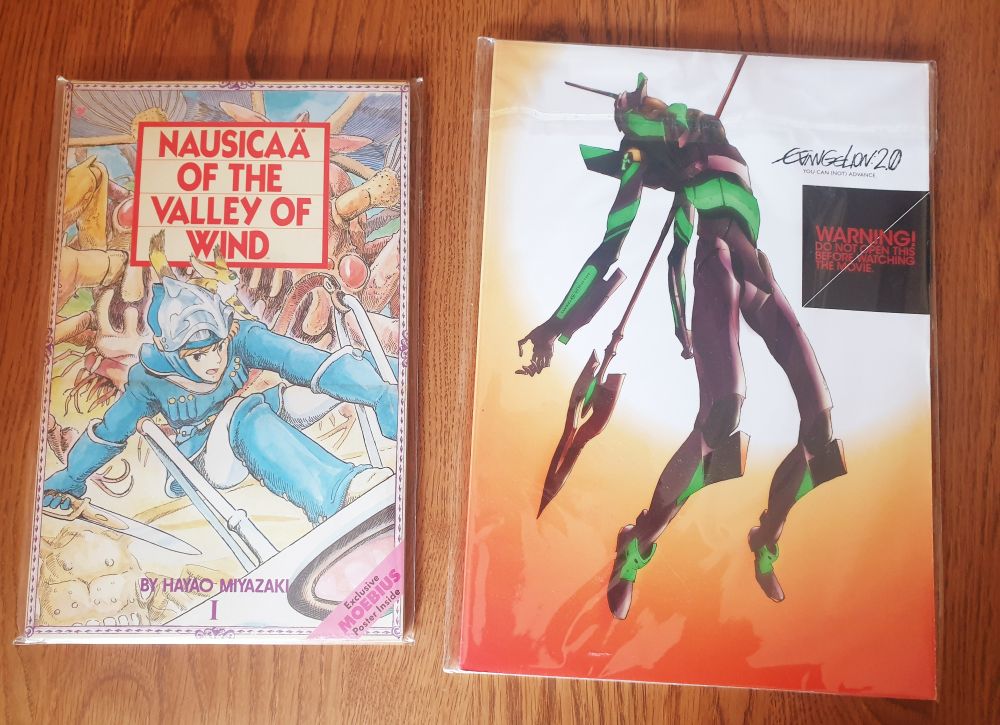 NAUSICAÄ
OF THE
VALLEY OF
WIND
BY HAYAO MIYAZAKI
I
Exclusive
MOEBIUS
Poster Inside
EVANGELION:2.0
YOU CAN (NOT) ADVANCE.
WARNING!
DO NOT OPEN THIS
BEFORE WATCHING
THE MOVIE.